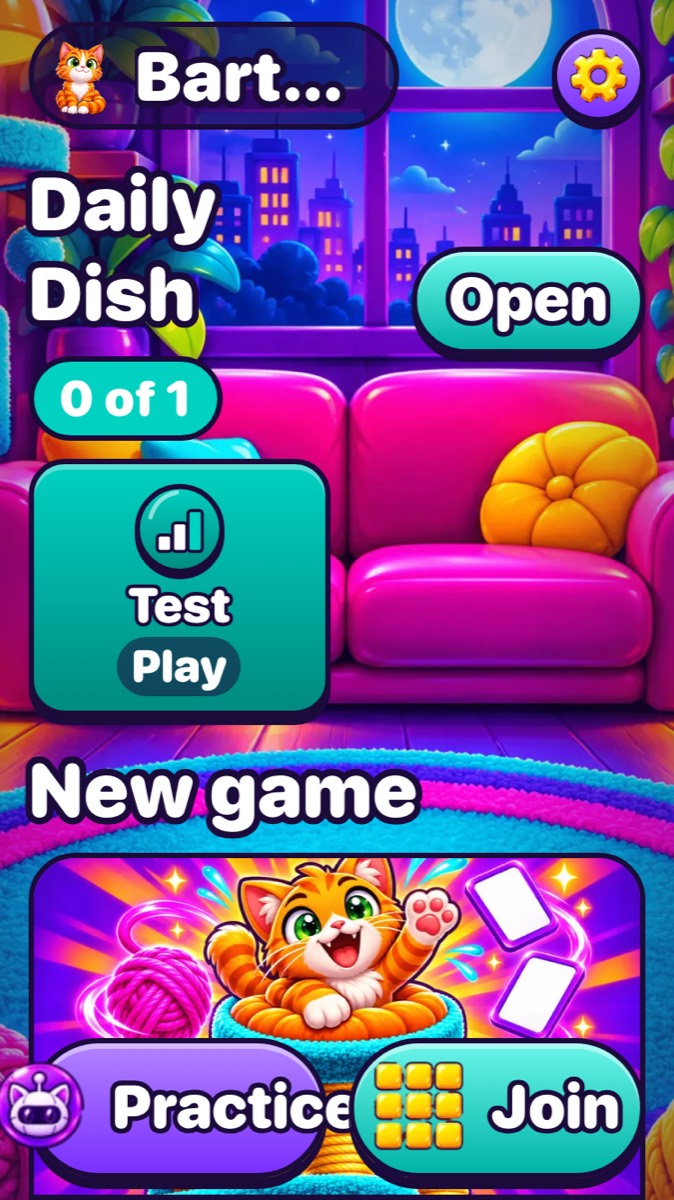 Bart...
Daily
Dish
Open
0 of 1
Test
Play
New game
Practice
Join